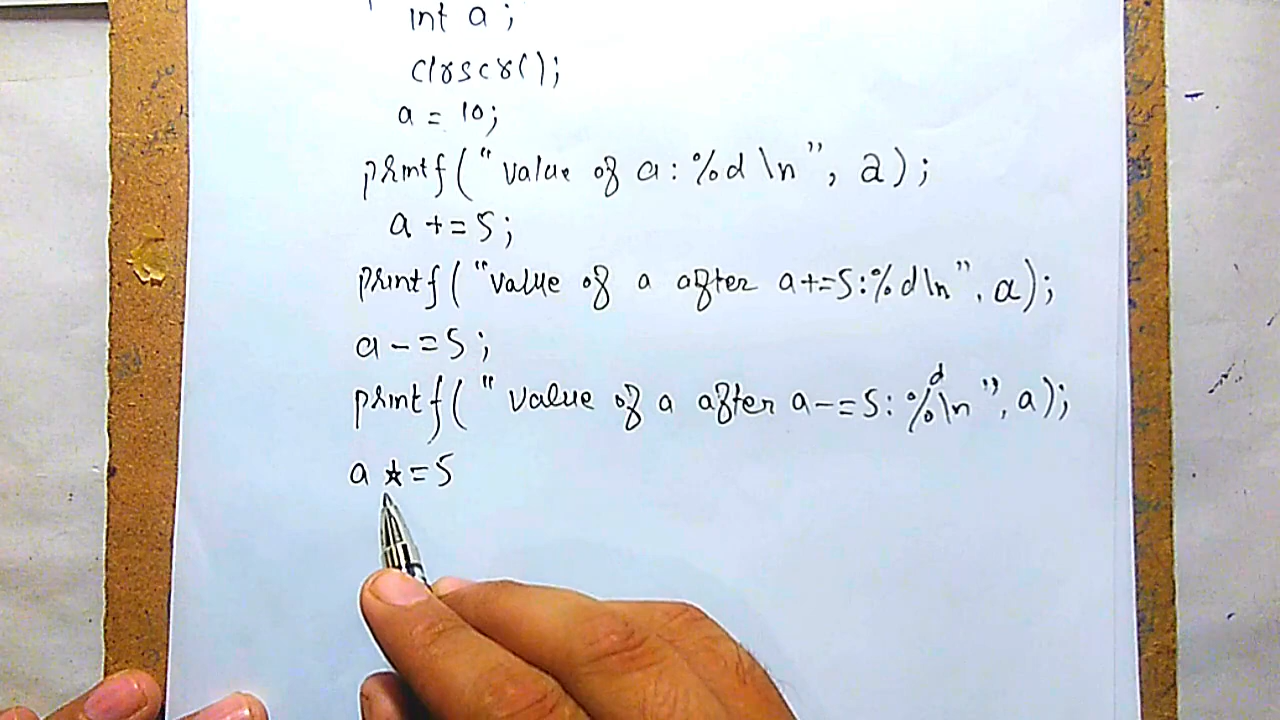 int a ;
clrscr();
a = 10;
printf(" value of a : %d \n ", a);
a += 5;
printf("value of a after a+=5:%d\n", a);
a -=5;
printf(" value of a after a-=5: %d\n", a);
a *=5